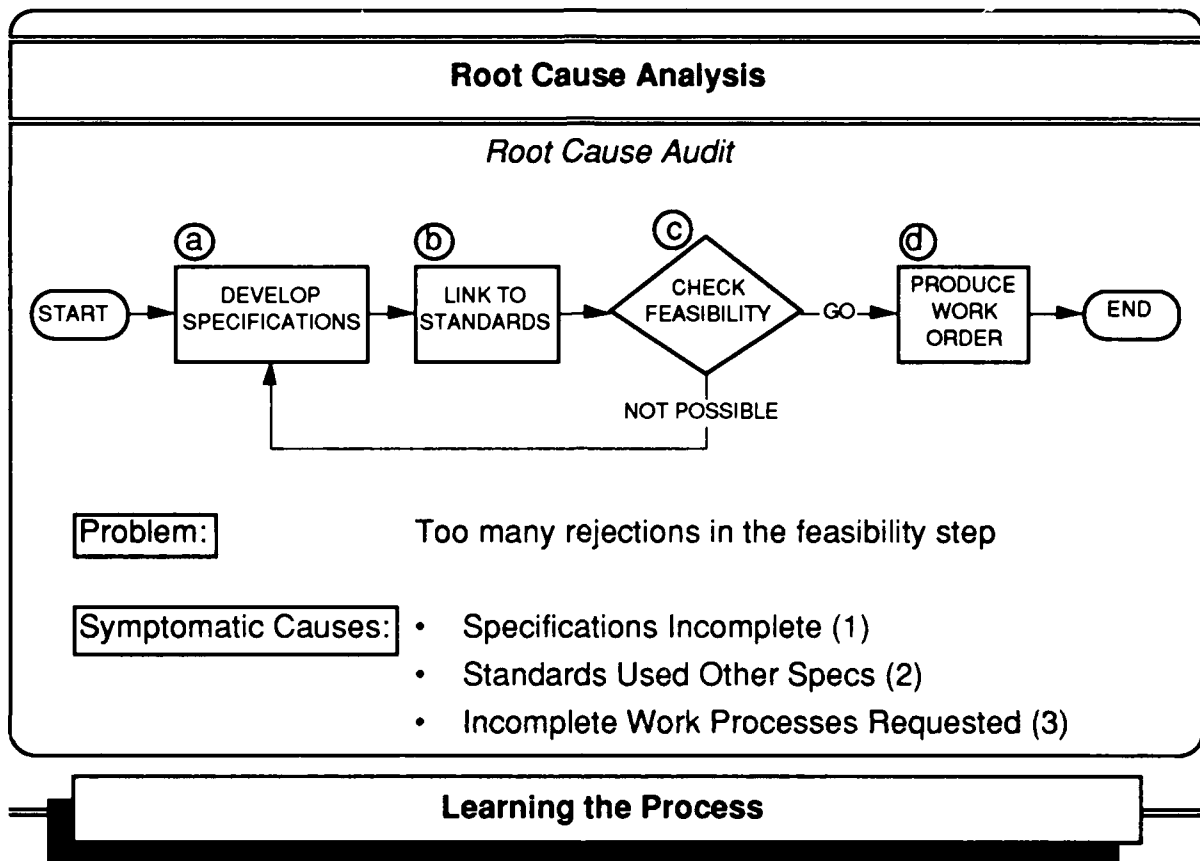 Root Cause Analysis
Root Cause Audit
a
b
c
d
START
DEVELOP
SPECIFICATIONS
LINK TO
STANDARDS
CHECK
FEASIBILITY
GO
PRODUCE
WORK
ORDER
END
NOT POSSIBLE
Problem: Too many rejections in the feasibility step
Symptomatic Causes: • Specifications Incomplete (1)
• Standards Used Other Specs (2)
• Incomplete Work Processes Requested (3)
Learning the Process